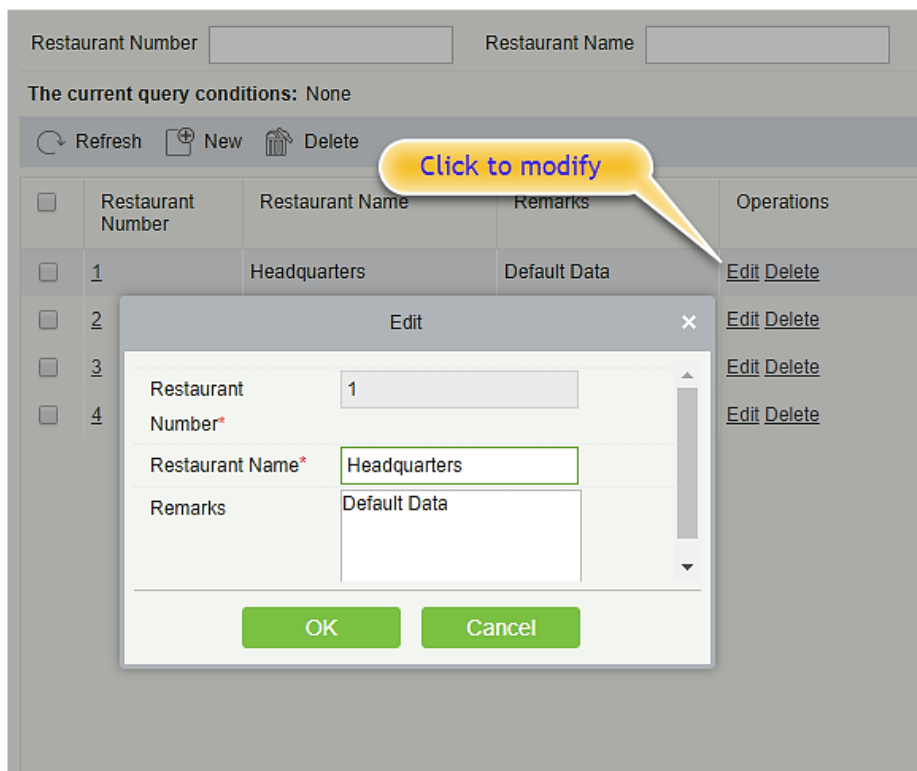 Restaurant Number Restaurant Name
The current query conditions: None
Refresh New Delete
Click to modify
Restaurant Number Restaurant Name Remarks Operations
1 Headquarters Default Data Edit Delete
2 Edit Delete
3 Edit Delete
4 Edit Delete
Edit ×
Restaurant Number* 1
Restaurant Name* Headquarters
Remarks Default Data
OK Cancel